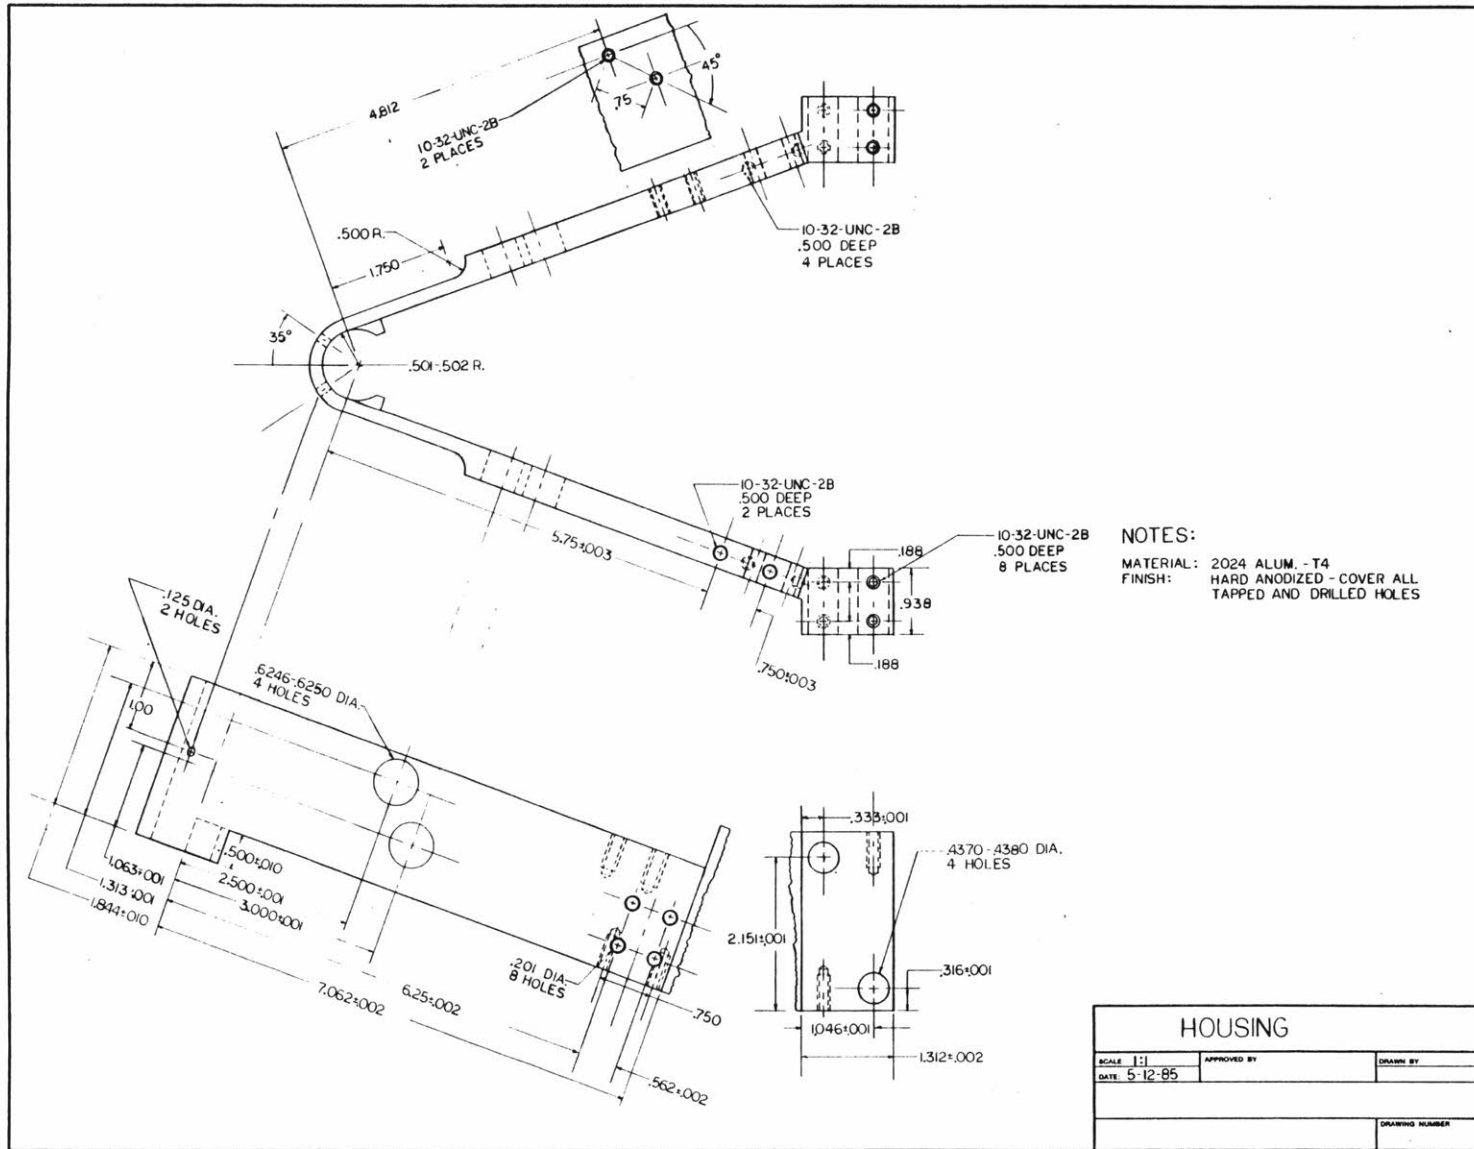 4.812
45°
.75
10-32-UNC-2B
2 PLACES
.500 R.
1.750
10-32-UNC-2B
.500 DEEP
4 PLACES
35°
.501-.502 R.
10-32-UNC-2B
.500 DEEP
2 PLACES
5.75±.003
10-32-UNC-2B
.500 DEEP
8 PLACES
.188
.938
.188
.750±.003
NOTES:
MATERIAL: 2024 ALUM. - T4
FINISH: HARD ANODIZED - COVER ALL
TAPPED AND DRILLED HOLES
.125 DIA.
2 HOLES
.6246-.6250 DIA.
4 HOLES
1.00
.500±.010
2.500±.001
3.000±.001
1.063±.001
1.313±.001
1.844±.010
.201 DIA.
8 HOLES
6.25±.002
7.062±.002
.750
.562±.002
.333±.001
.4370-.4380 DIA.
4 HOLES
2.151±.001
.316±.001
1.046±.001
1.312±.002
HOUSING
SCALE 1:1
APPROVED BY
DRAWN BY
DATE: 5-12-85
DRAWING NUMBER